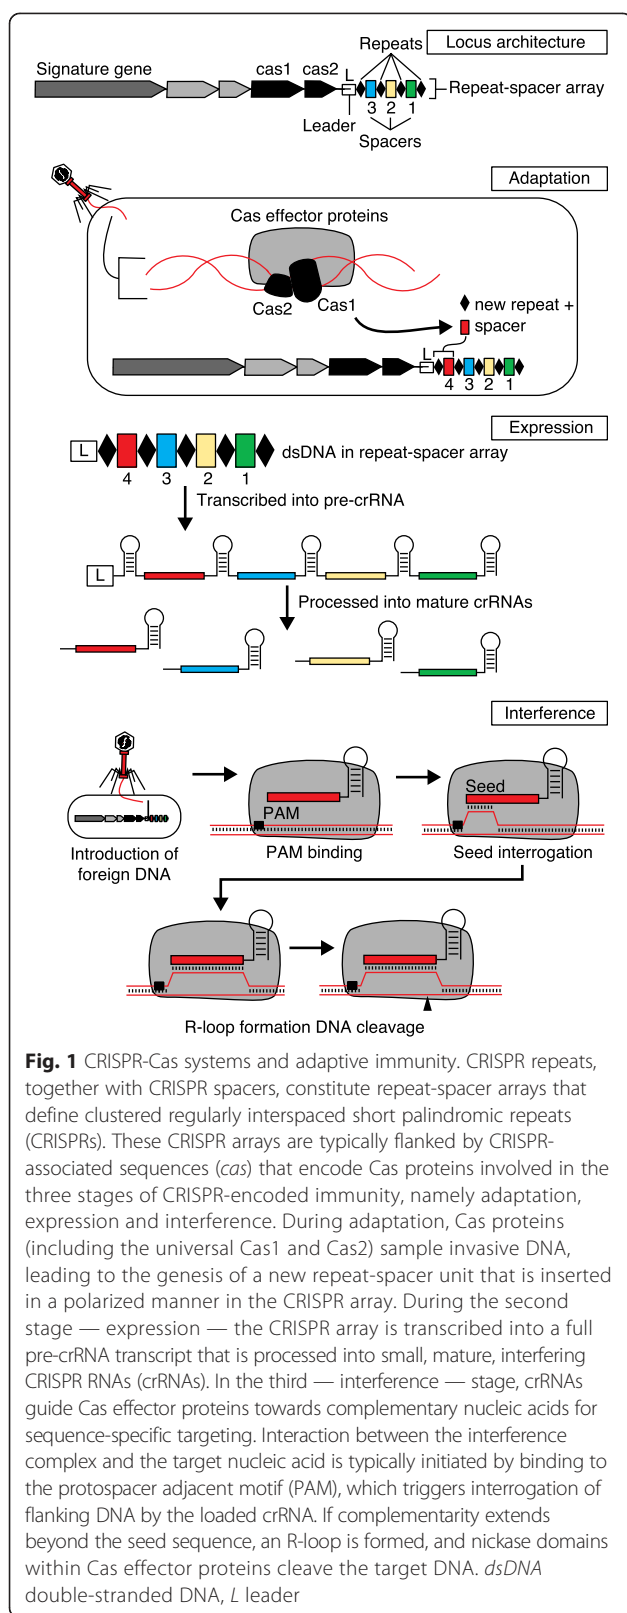 Repeats
Locus architecture
Signature gene
cas1
cas2
L
Repeat-spacer array
3 2 1
Leader
Spacers
Adaptation
Cas effector proteins
Cas2
Cas1
new repeat +
spacer
L
4 3 2 1
Expression
L
dsDNA in repeat-spacer array
4 3 2 1
Transcribed into pre-crRNA
L
Processed into mature crRNAs
Interference
Seed
PAM
Introduction of
foreign DNA
PAM binding
Seed interrogation
R-loop formation DNA cleavage
Fig. 1 CRISPR-Cas systems and adaptive immunity. CRISPR repeats,
together with CRISPR spacers, constitute repeat-spacer arrays that
define clustered regularly interspaced short palindromic repeats
(CRISPRs). These CRISPR arrays are typically flanked by CRISPR-
associated sequences (cas) that encode Cas proteins involved in the
three stages of CRISPR-encoded immunity, namely adaptation,
expression and interference. During adaptation, Cas proteins
(including the universal Cas1 and Cas2) sample invasive DNA,
leading to the genesis of a new repeat-spacer unit that is inserted
in a polarized manner in the CRISPR array. During the second
stage — expression — the CRISPR array is transcribed into a full
pre-crRNA transcript that is processed into small, mature, interfering
CRISPR RNAs (crRNAs). In the third — interference — stage, crRNAs
guide Cas effector proteins towards complementary nucleic acids for
sequence-specific targeting. Interaction between the interference
complex and the target nucleic acid is typically initiated by binding to
the protospacer adjacent motif (PAM), which triggers interrogation of
flanking DNA by the loaded crRNA. If complementarity extends
beyond the seed sequence, an R-loop is formed, and nickase domains
within Cas effector proteins cleave the target DNA. dsDNA
double-stranded DNA, L leader